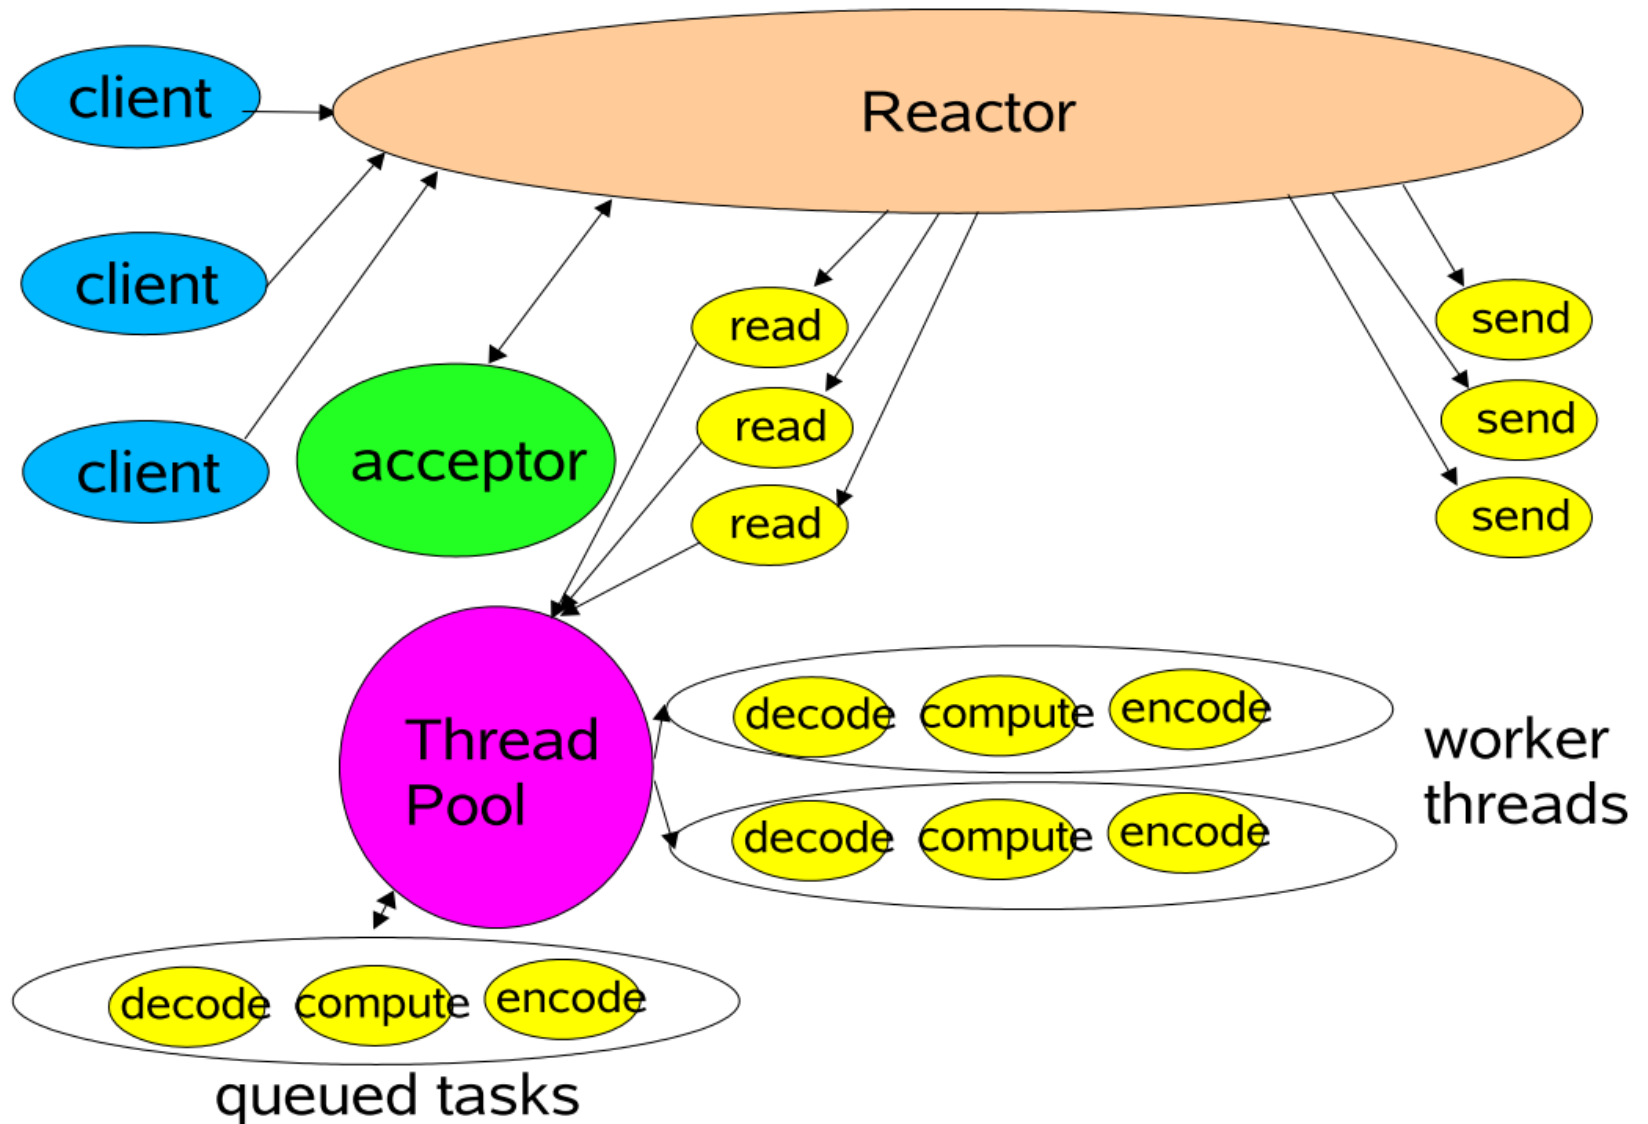 client
Reactor
client
client
acceptor
read
read
read
send
send
send
Thread
Pool
decode compute encode
decode compute encode
worker
threads
decode compute encode
queued tasks